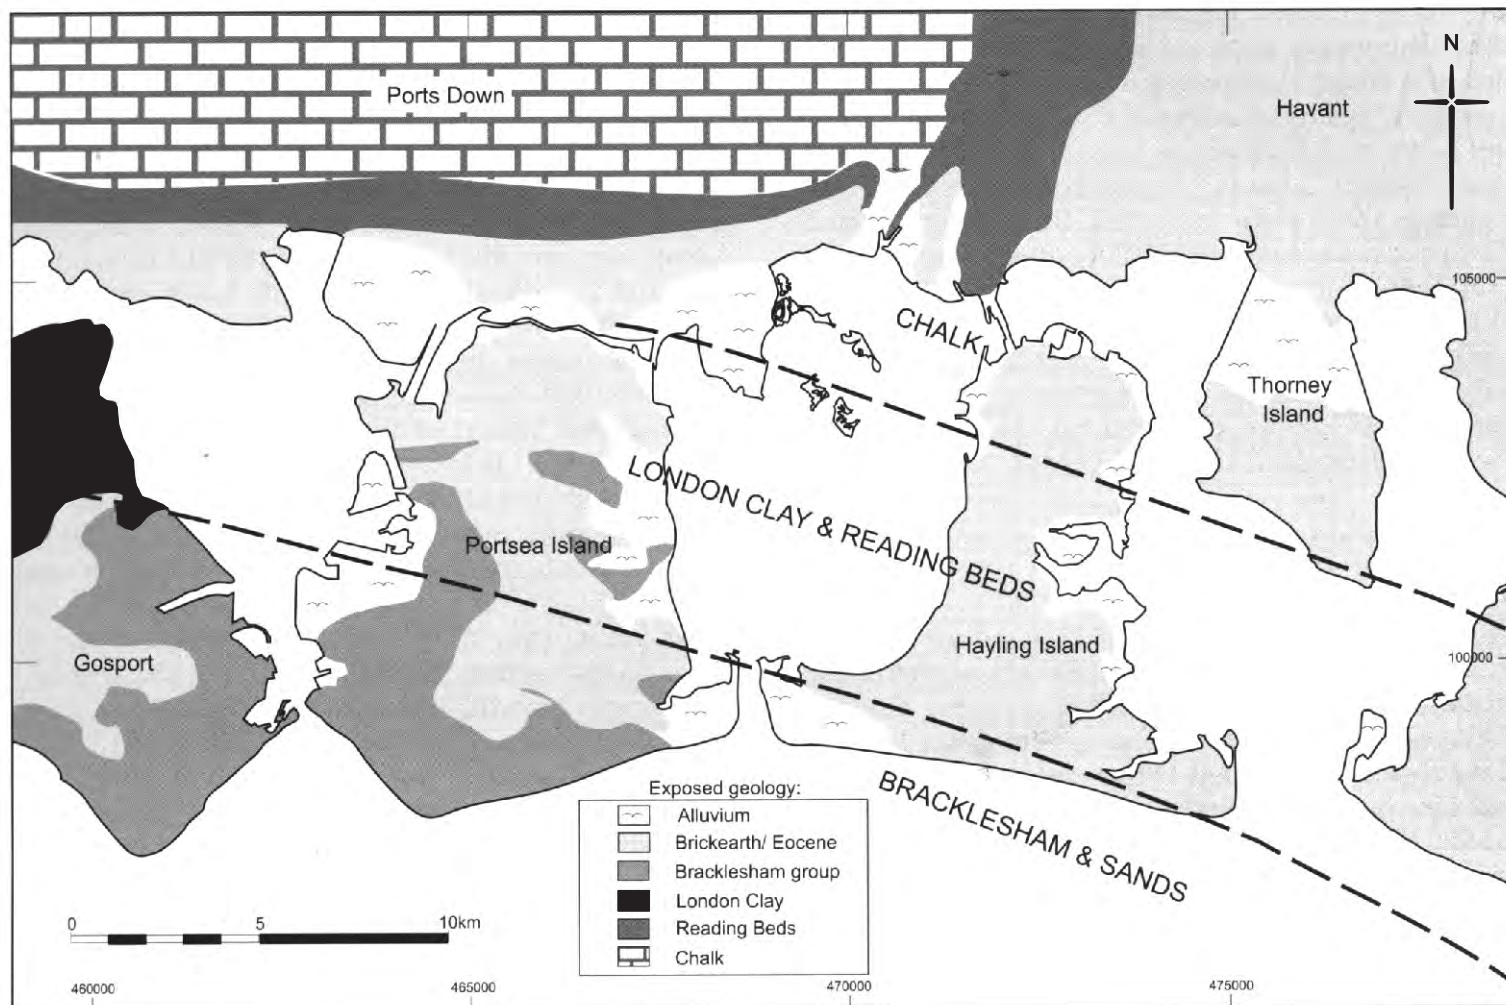 N
Ports Down
Havant
105000
CHALK
Thorney
Island
LONDON CLAY & READING BEDS
Portsea Island
Hayling Island
100000
Gosport
BRACKLESHAM & SANDS
Exposed geology:
Alluvium
Brickearth/ Eocene
Bracklesham group
London Clay
Reading Beds
Chalk
0 5 10km
460000 465000 470000 475000